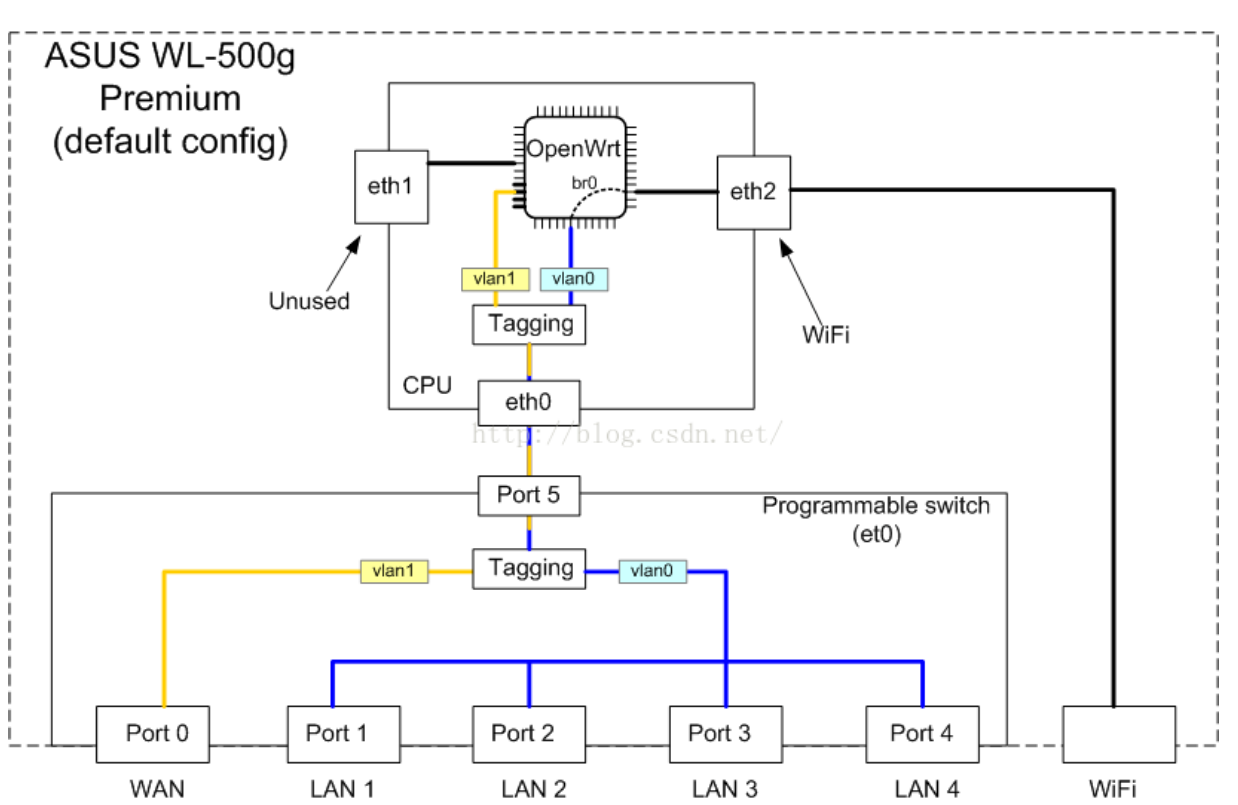 ASUS WL-500g
Premium
(default config)
OpenWrt
eth1
br0
eth2
vlan1
vlan0
Unused
Tagging
WiFi
CPU
eth0
http://blog.csdn.net/
Port 5
Programmable switch
(et0)
vlan1
Tagging
vlan0
Port 0
Port 1
Port 2
Port 3
Port 4
WAN
LAN 1
LAN 2
LAN 3
LAN 4
WiFi